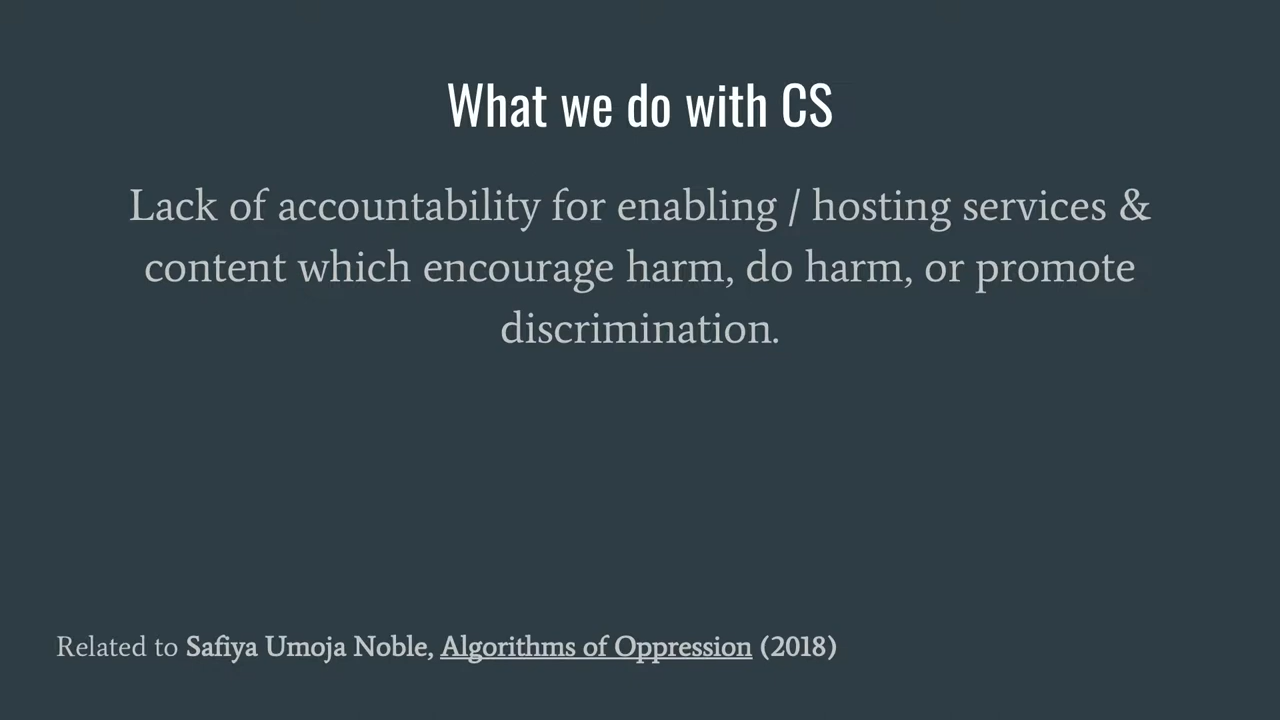 What we do with CS
Lack of accountability for enabling / hosting services &
content which encourage harm, do harm, or promote
discrimination.
Related to Safiya Umoja Noble, Algorithms of Oppression (2018)